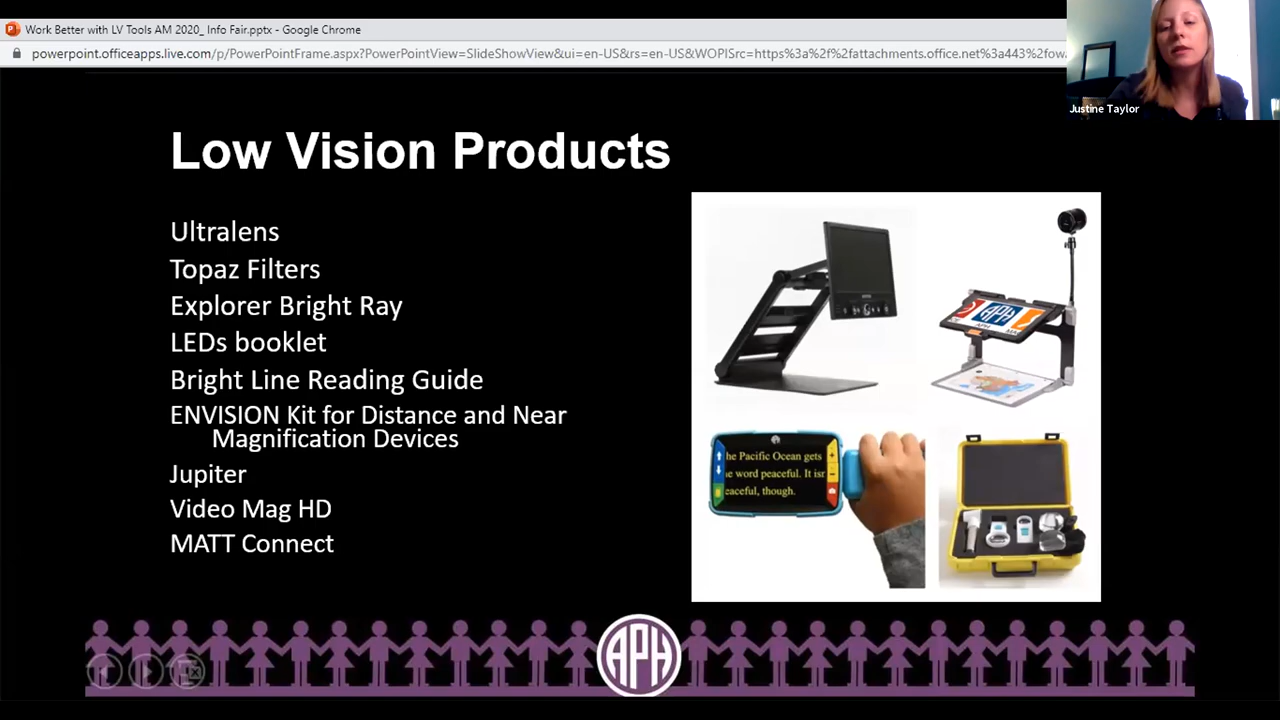 Work Better with LV Tools AM 2020_ Info Fair.pptx - Google Chrome
powerpoint.officeapps.live.com/p/PowerPointFrame.aspx?PowerPointView=SlideShowView&ui=en-US&rs=en-US&WOPISrc=https%3a%2f%2fattachments.office.net%3a443%2fow
Justine Taylor
Low Vision Products
Ultralens
Topaz Filters
Explorer Bright Ray
LEDs booklet
Bright Line Reading Guide
ENVISION Kit for Distance and Near
Magnification Devices
Jupiter
Video Mag HD
MATT Connect
APH
he Pacific Ocean gets
e word peaceful. It isn
eaceful, though.
APH